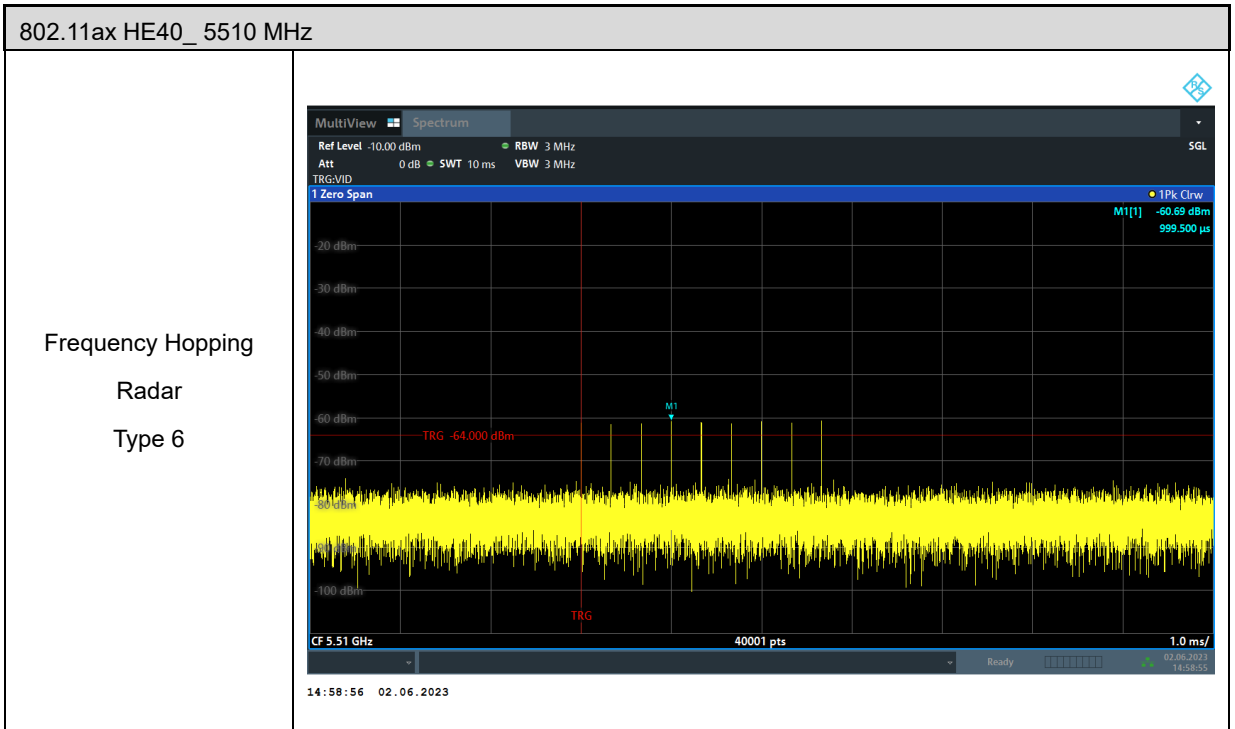 802.11ax HE40_ 5510 MHz
Frequency Hopping
Radar
Type 6
R S
MultiView Spectrum
Ref Level -10.00 dBm RBW 3 MHz SGL
Att 0 dB SWT 10 ms VBW 3 MHz
TRG:VID
1 Zero Span 1Pk Clrw
M1[1] -60.69 dBm
999.500 µs
-20 dBm
-30 dBm
-40 dBm
-50 dBm
M1
-60 dBm
TRG -64.000 dBm
-70 dBm
-80 dBm
-90 dBm
-100 dBm
TRG
CF 5.51 GHz 40001 pts 1.0 ms/
Ready 02.06.2023
14:58:55
14:58:56 02.06.2023